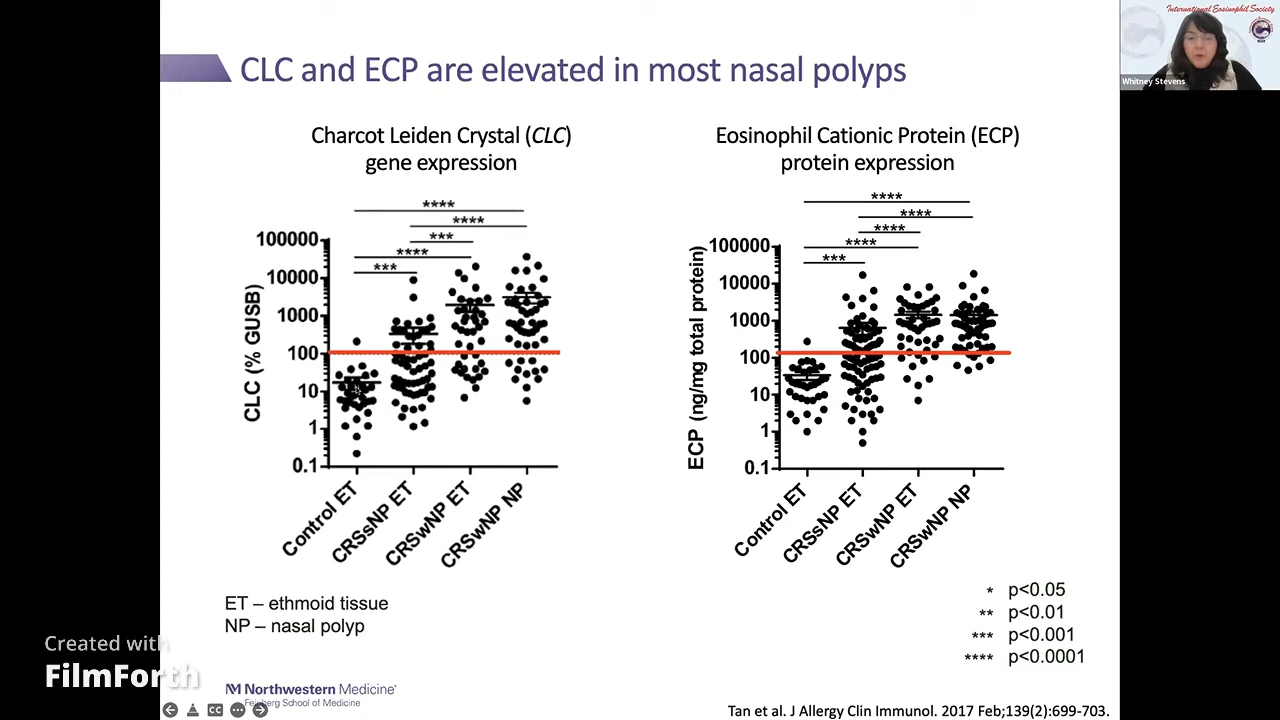 International Eosinophil Society
Whitney Stevens
CLC and ECP are elevated in most nasal polyps
Charcot Leiden Crystal (CLC)
gene expression
****
****
***
****
***
CLC (% GUSB)
100000
10000
1000
100
10
1
0.1
Control ET
CRSsNP ET
CRSwNP ET
CRSwNP NP
Eosinophil Cationic Protein (ECP)
protein expression
****
****
****
****
***
ECP (ng/mg total protein)
100000
10000
1000
100
10
1
0.1
Control ET
CRSsNP ET
CRSwNP ET
CRSwNP NP
ET – ethmoid tissue
NP – nasal polyp
* p<0.05
** p<0.01
*** p<0.001
**** p<0.0001
Created with
FilmForth
Northwestern Medicine®
Feinberg School of Medicine
CC
Tan et al. J Allergy Clin Immunol. 2017 Feb;139(2):699-703.